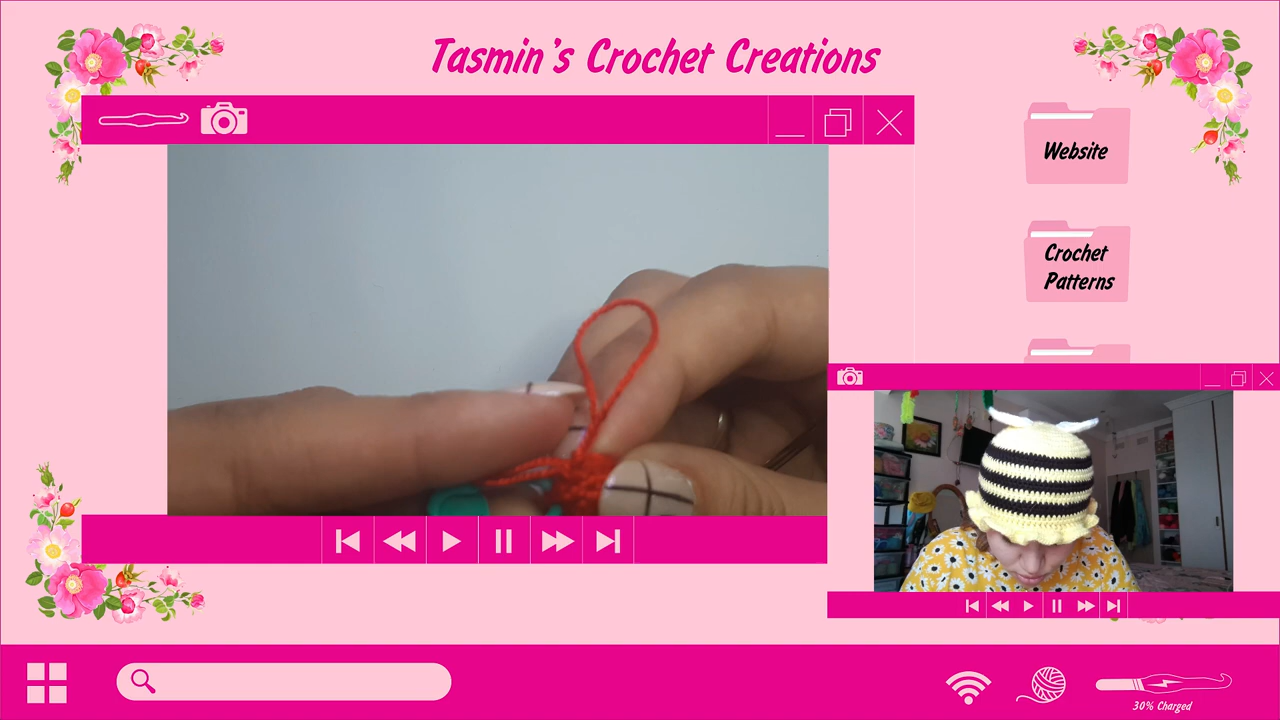 Tasmin's Crochet Creations
Website
Crochet
Patterns
30% Charged